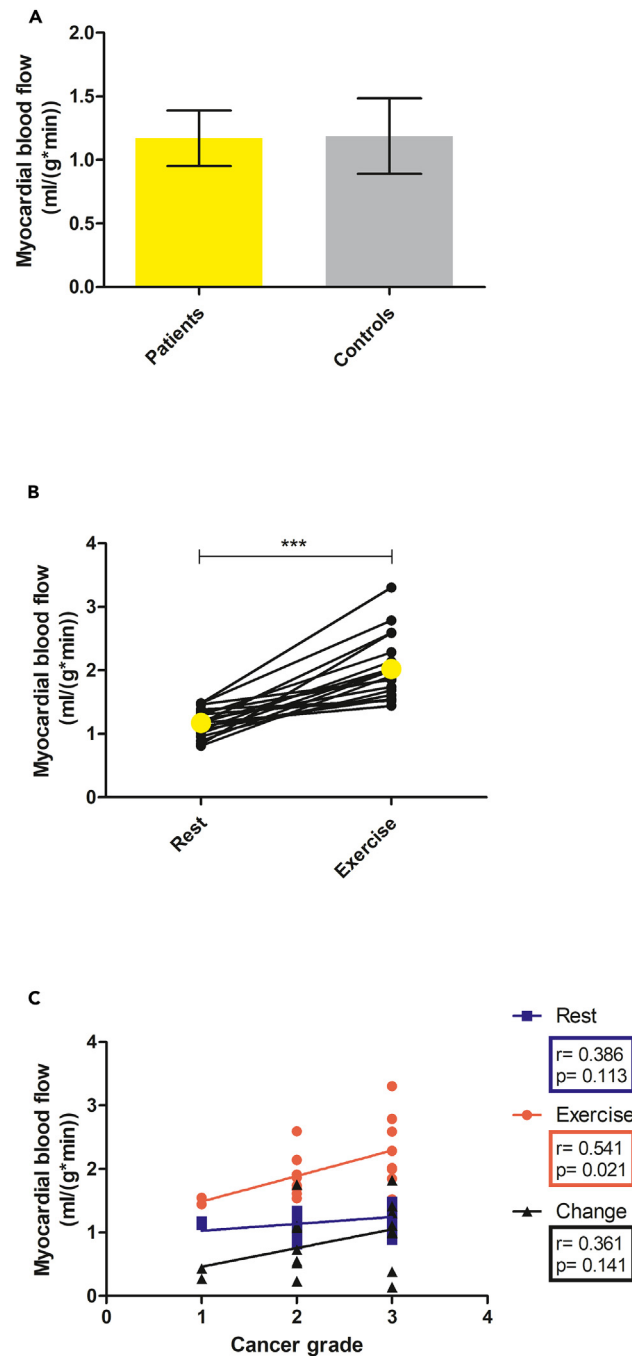 A
Myocardial blood flow
(ml/(g*min))
2.0
1.5
1.0
0.5
0.0
Patients
Controls
B
***
Myocardial blood flow
(ml/(g*min))
4
3
2
1
0
Rest
Exercise
C
Myocardial blood flow
(ml/(g*min))
4
3
2
1
0
0
1
2
3
4
Cancer grade
Rest
r= 0.386
p= 0.113
Exercise
r= 0.541
p= 0.021
Change
r= 0.361
p= 0.141